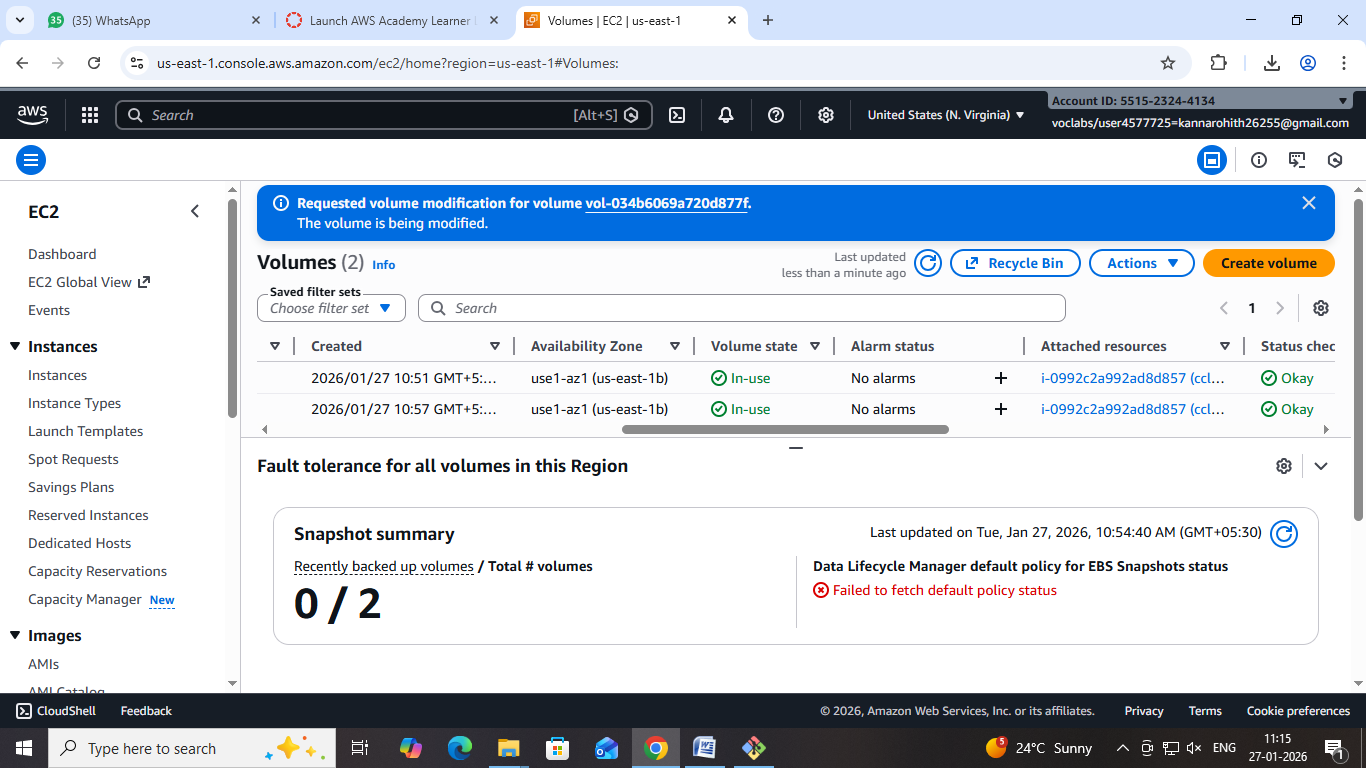 35 (35) WhatsApp
Launch AWS Academy Learner L
Volumes | EC2 | us-east-1
us-east-1.console.aws.amazon.com/ec2/home?region=us-east-1#Volumes:
aws
Search [Alt+S]
United States (N. Virginia)
Account ID: 5515-2324-4134
voclabs/user4577725=kannarohith26255@gmail.com
EC2
Dashboard
EC2 Global View
Events
Instances
Instances
Instance Types
Launch Templates
Spot Requests
Savings Plans
Reserved Instances
Dedicated Hosts
Capacity Reservations
Capacity Manager New
Images
AMIs
AMI Catalog
Requested volume modification for volume vol-034b6069a720d877f.
The volume is being modified.
Volumes (2) Info
Last updated
less than a minute ago
Recycle Bin
Actions
Create volume
Saved filter sets
Choose filter set
Search
1
Created Availability Zone Volume state Alarm status Attached resources Status chec
2026/01/27 10:51 GMT+5:... use1-az1 (us-east-1b) In-use No alarms + i-0992c2a992ad8d857 (ccl... Okay
2026/01/27 10:57 GMT+5:... use1-az1 (us-east-1b) In-use No alarms + i-0992c2a992ad8d857 (ccl... Okay
Fault tolerance for all volumes in this Region
Snapshot summary
Last updated on Tue, Jan 27, 2026, 10:54:40 AM (GMT+05:30)
Recently backed up volumes / Total # volumes
0 / 2
Data Lifecycle Manager default policy for EBS Snapshots status
Failed to fetch default policy status
CloudShell Feedback © 2026, Amazon Web Services, Inc. or its affiliates. Privacy Terms Cookie preferences
Type here to search
5 24°C Sunny ENG
11:15
27-01-2026
1